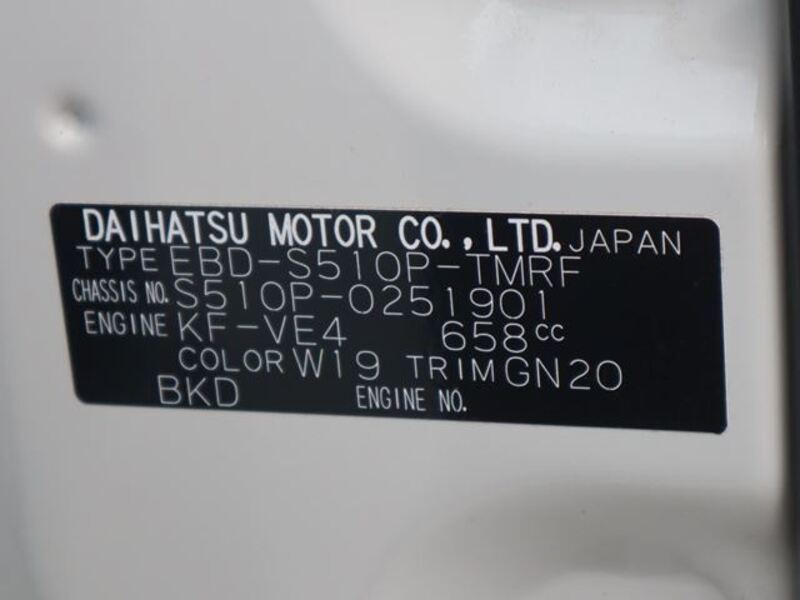 DAIHATSU MOTOR CO., LTD. JAPAN
TYPE EBD-S510P-TMRF
CHASSIS NO. S510P-0251901
ENGINE KF-VE4 658cc
COLOR W19 TRIM GN20
BKD ENGINE NO.